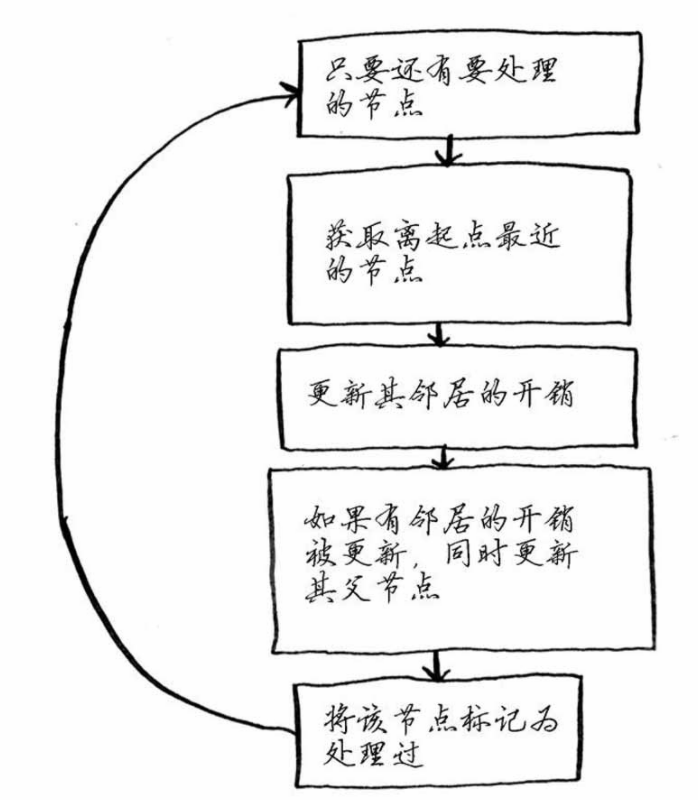 只要还有要处理
的节点
获取离起点最近
的节点
更新其邻居的开销
如果有邻居的开销
被更新，同时更新
其父节点
将该节点标记为
处理过